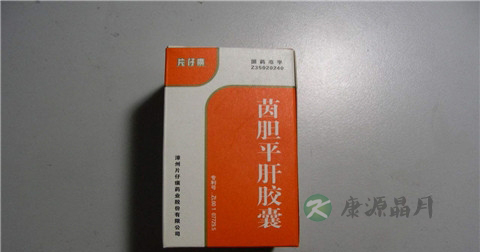 片仔癀
国药准字
茵胆平肝胶囊
漳州片仔癀药业股份有限公司
康源晶月